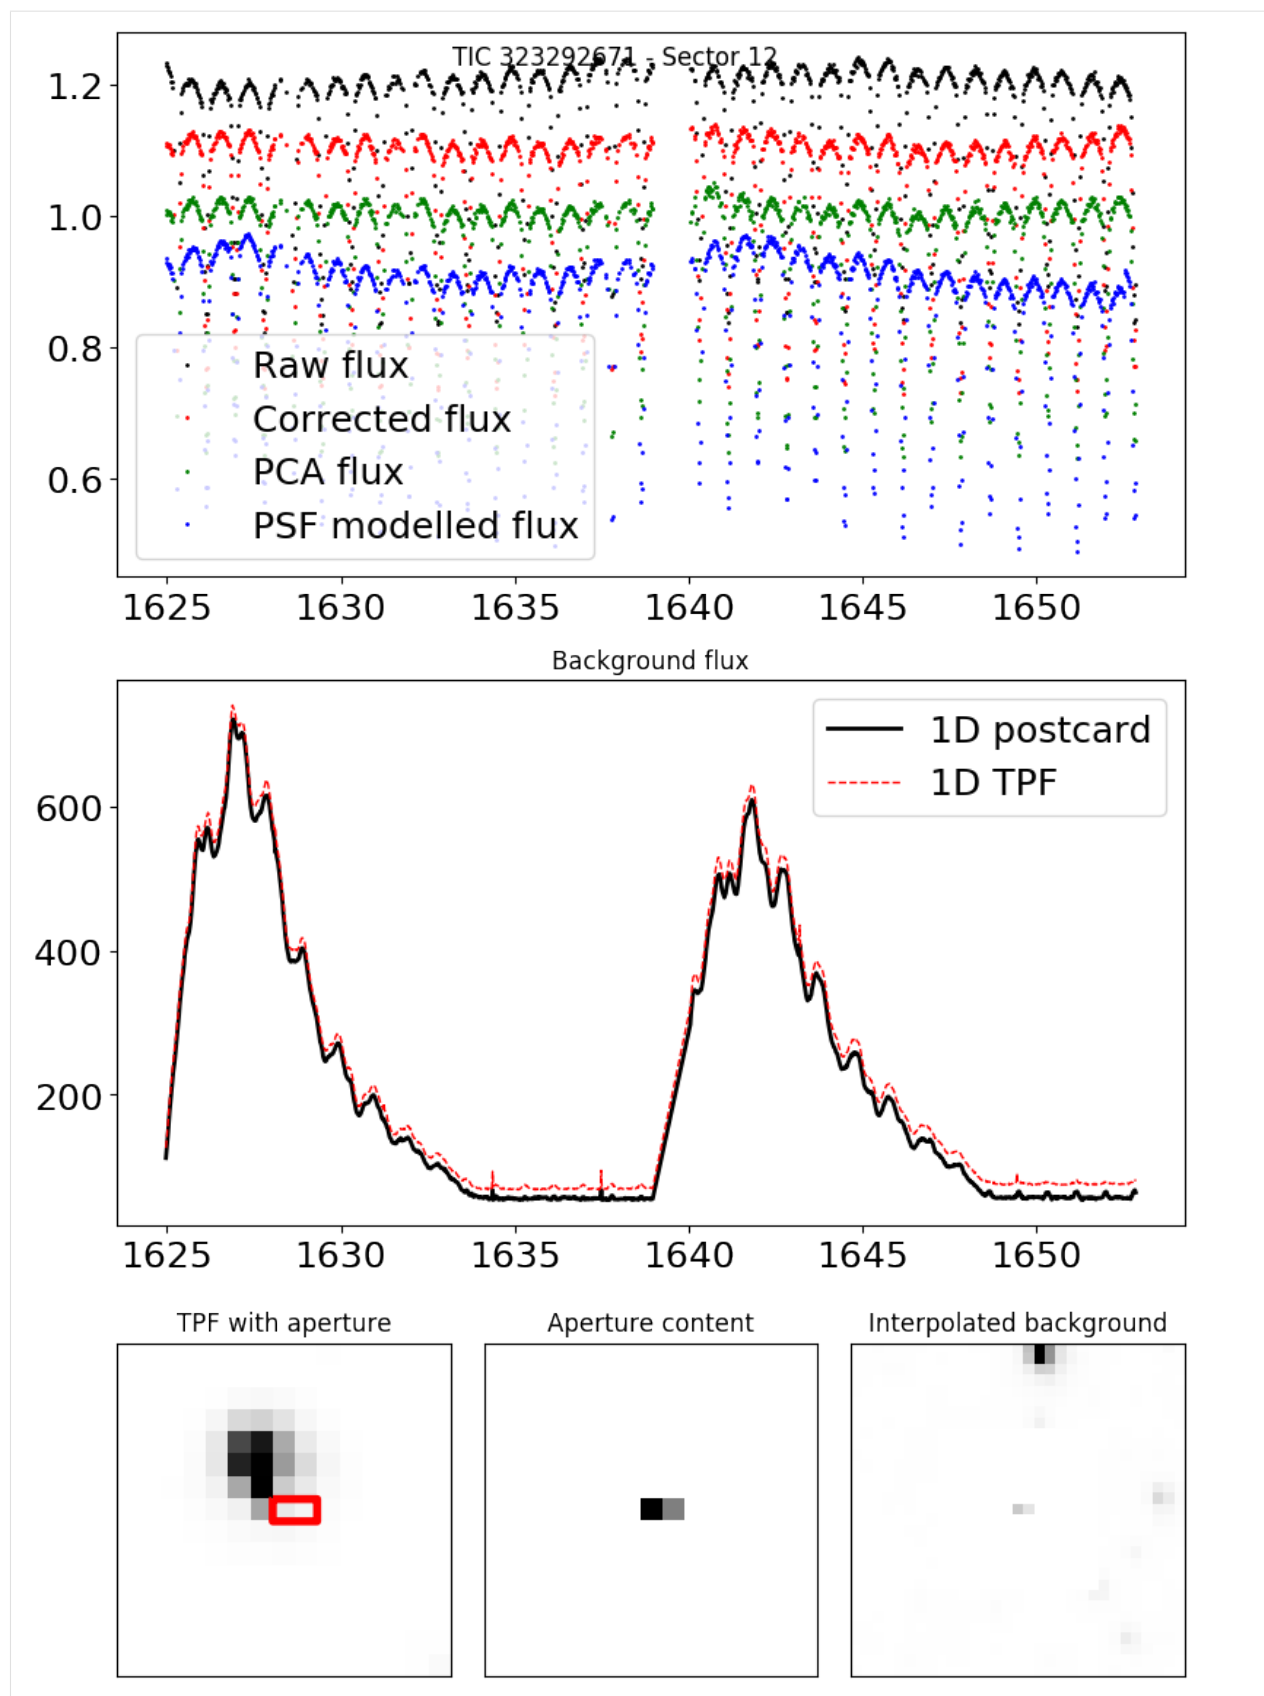 TIC 323292671 - Sector 12
1.2
1.0
0.8
0.6
Raw flux
Corrected flux
PCA flux
PSF modelled flux
1625 1630 1635 1640 1645 1650
Background flux
600
400
200
1D postcard
1D TPF
1625 1630 1635 1640 1645 1650
TPF with aperture Aperture content Interpolated background